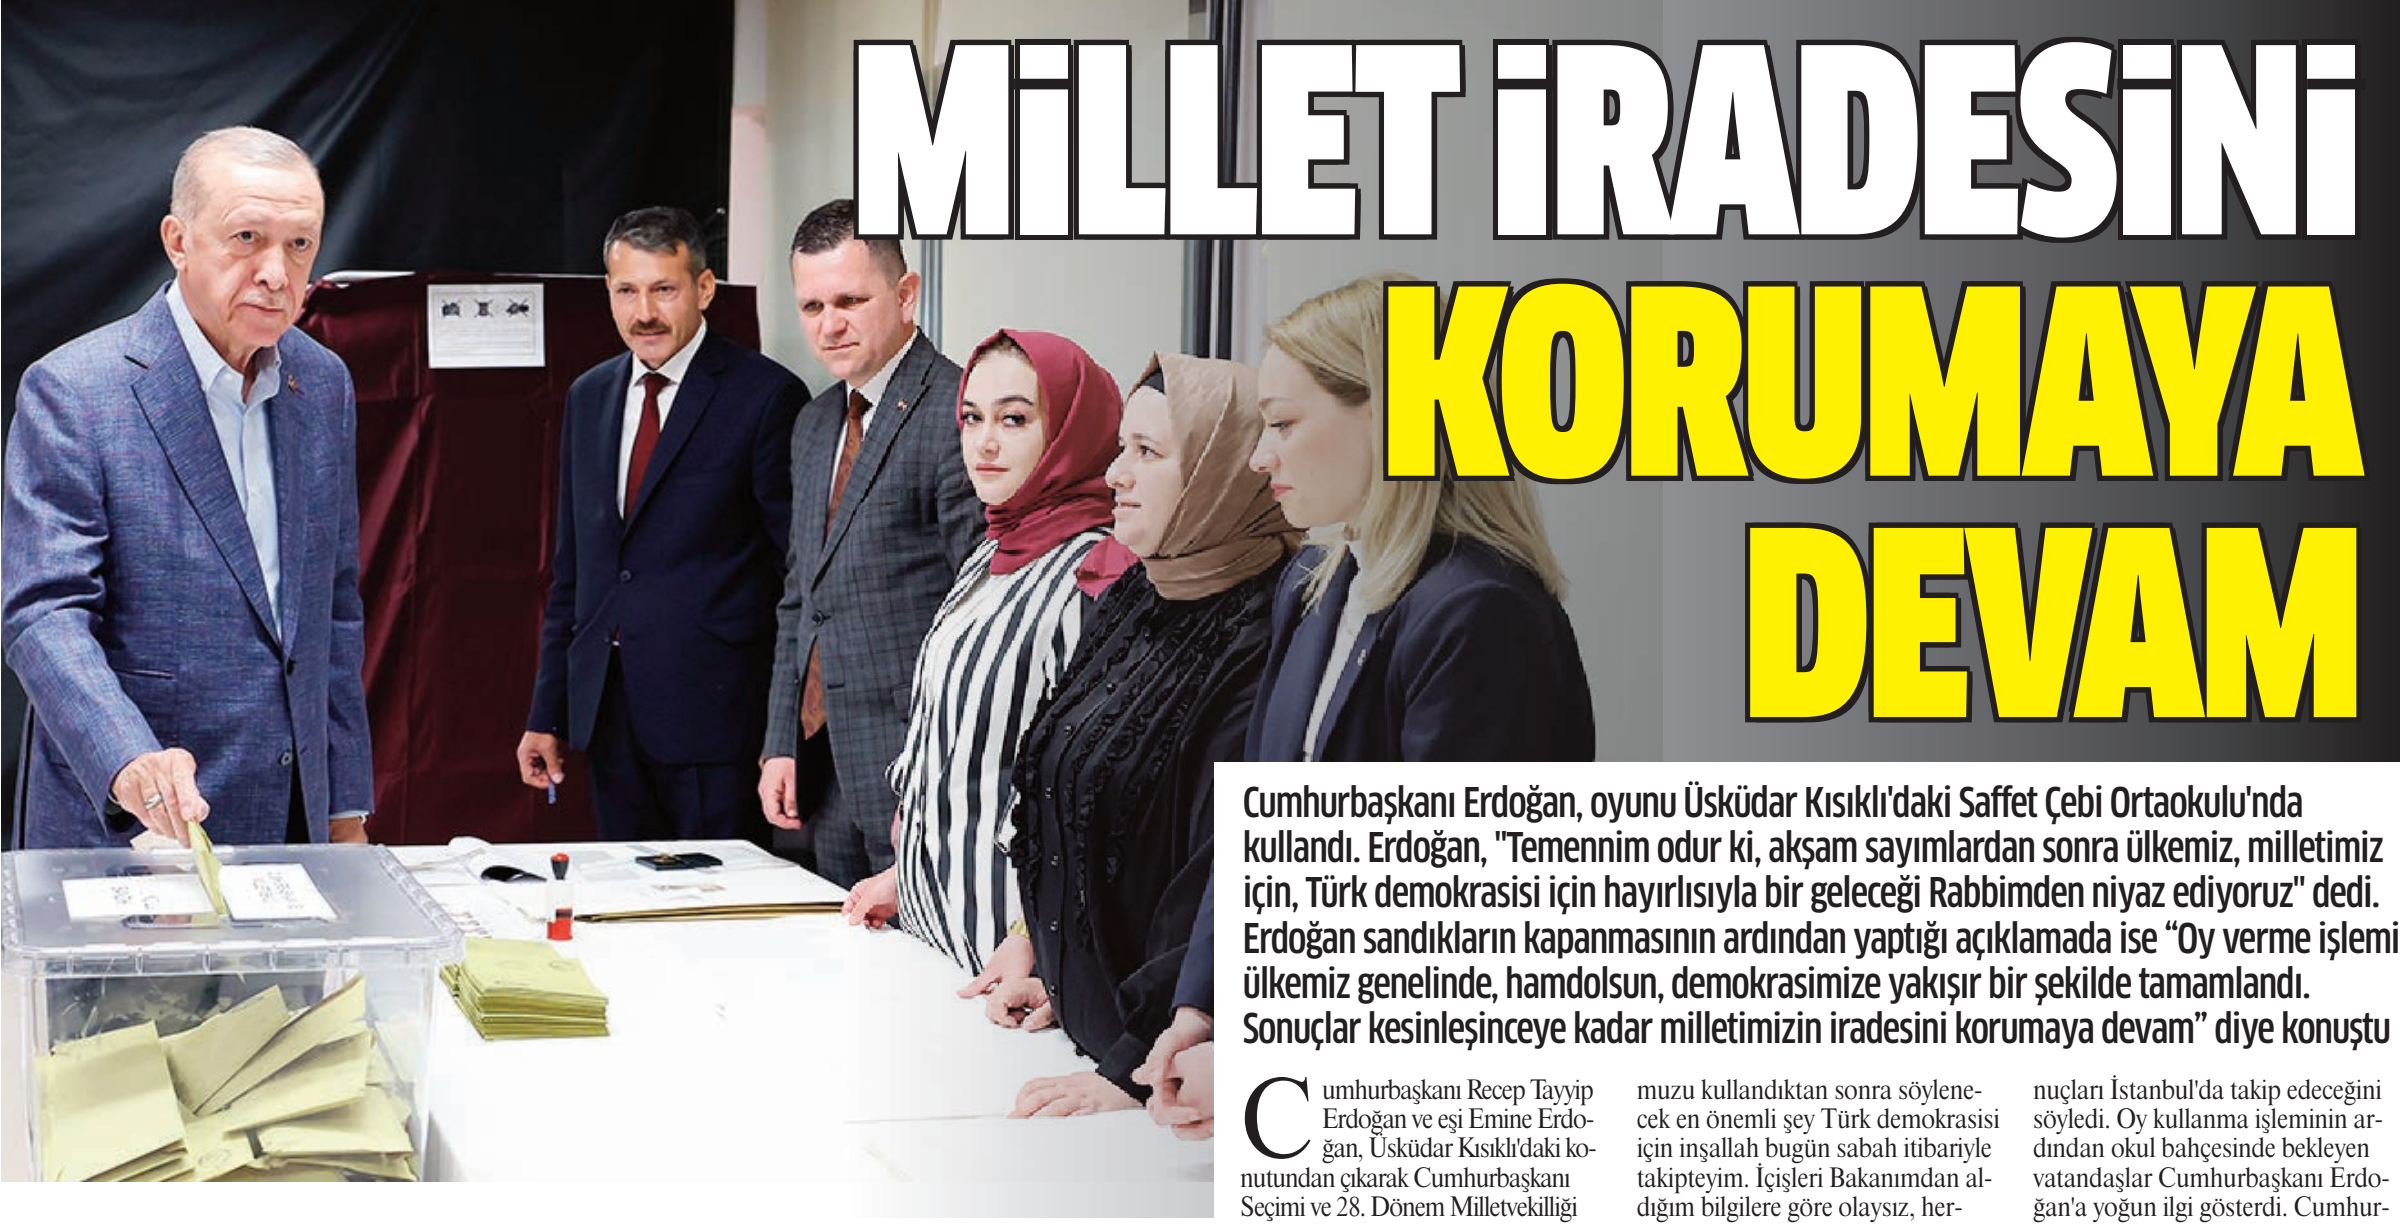 MİLLET İRADESİNİ
KORUMAYA
DEVAM
Cumhurbaşkanı Erdoğan, oyunu Üsküdar Kısıklı'daki Saffet Çebi Ortaokulu'nda
kullandı. Erdoğan, "Temennim odur ki, akşam sayımlardan sonra ülkemiz, milletimiz
için, Türk demokrasisi için hayırlısıyla bir geleceği Rabbimden niyaz ediyoruz" dedi.
Erdoğan sandıkların kapanmasının ardından yaptığı açıklamada ise “Oy verme işlemi
ülkemiz genelinde, hamdolsun, demokrasimize yakışır bir şekilde tamamlandı.
Sonuçlar kesinleşinceye kadar milletimizin iradesini korumaya devam” diye konuştu
Cumhurbaşkanı Recep Tayyip
Erdoğan ve eşi Emine Erdo-
ğan, Üsküdar Kısıklı'daki ko-
nutundan çıkarak Cumhurbaşkanı
Seçimi ve 28. Dönem Milletvekilliği
muzu kullandıktan sonra söylene-
cek en önemli şey Türk demokrasisi
için inşallah bugün sabah itibariyle
takipteyim. İçişleri Bakanımdan al-
dığım bilgilere göre olaysız, her-
nuçları İstanbul'da takip edeceğini
söyledi. Oy kullanma işleminin ar-
dından okul bahçesinde bekleyen
vatandaşlar Cumhurbaşkanı Erdo-
ğan'a yoğun ilgi gösterdi. Cumhur-